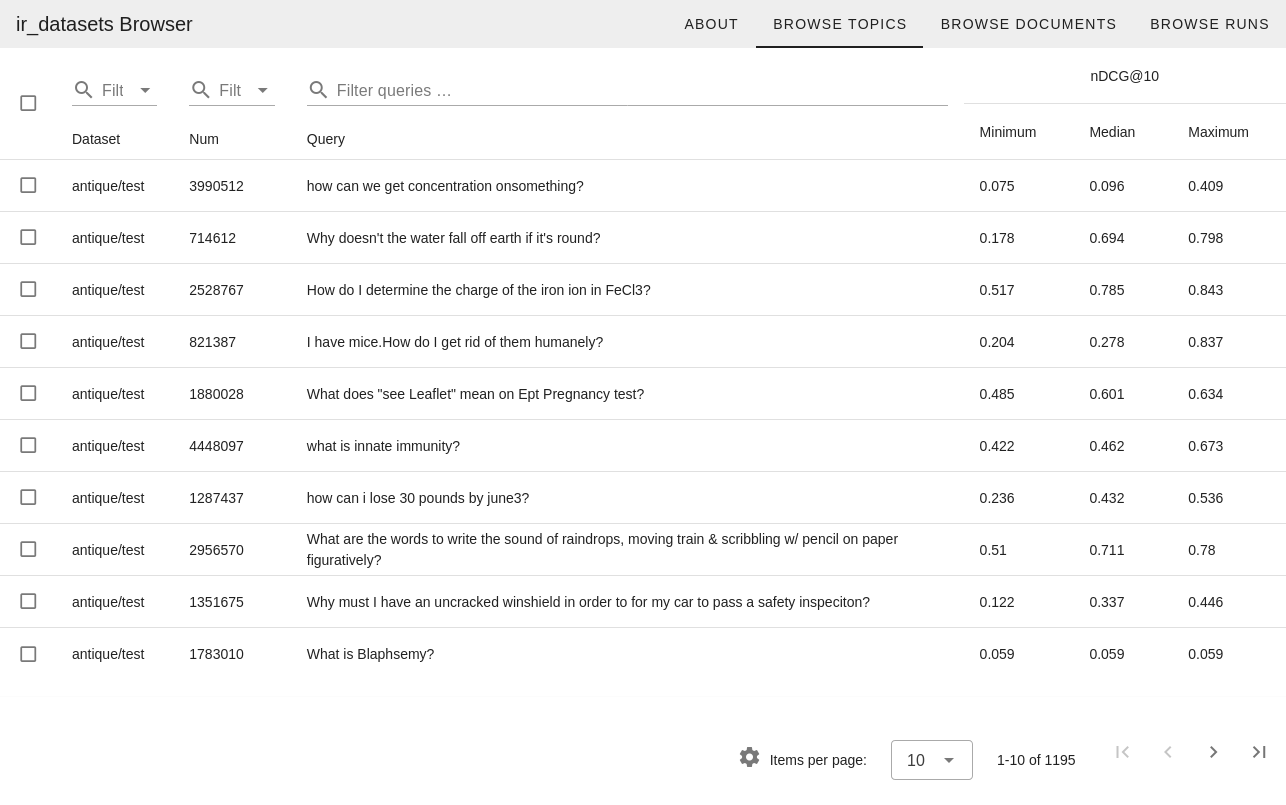 ir_datasets Browser ABOUT BROWSE TOPICS BROWSE DOCUMENTS BROWSE RUNS
Filt Filt Filter queries … nDCG@10
Dataset Num Query Minimum Median Maximum
antique/test 3990512 how can we get concentration onsomething? 0.075 0.096 0.409
antique/test 714612 Why doesn't the water fall off earth if it's round? 0.178 0.694 0.798
antique/test 2528767 How do I determine the charge of the iron ion in FeCl3? 0.517 0.785 0.843
antique/test 821387 I have mice.How do I get rid of them humanely? 0.204 0.278 0.837
antique/test 1880028 What does "see Leaflet" mean on Ept Pregnancy test? 0.485 0.601 0.634
antique/test 4448097 what is innate immunity? 0.422 0.462 0.673
antique/test 1287437 how can i lose 30 pounds by june3? 0.236 0.432 0.536
antique/test 2956570 What are the words to write the sound of raindrops, moving train & scribbling w/ pencil on paper 0.51 0.711 0.78
figuratively?
antique/test 1351675 Why must I have an uncracked winshield in order to for my car to pass a safety inspeciton? 0.122 0.337 0.446
antique/test 1783010 What is Blaphsemy? 0.059 0.059 0.059
Items per page: 10 1-10 of 1195